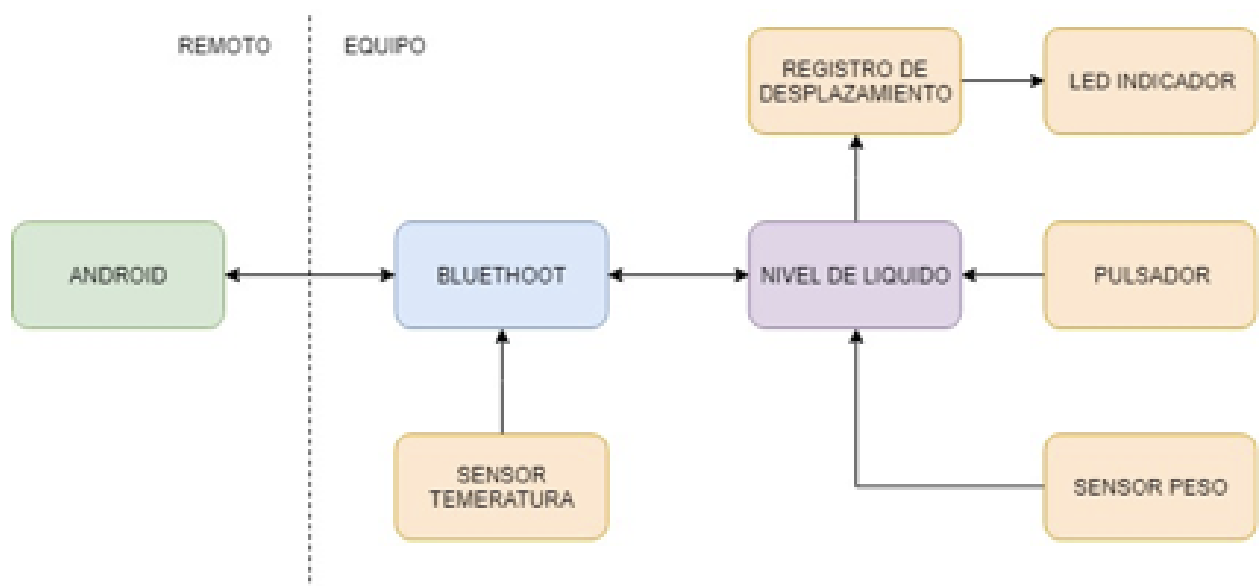 REMOTO
EQUIPO
REGISTRO DE
DESPLAZAMIENTO
LED INDICADOR
ANDROID
BLUETHOOT
NIVEL DE LIQUIDO
PULSADOR
SENSOR
TEMERATURA
SENSOR PESO